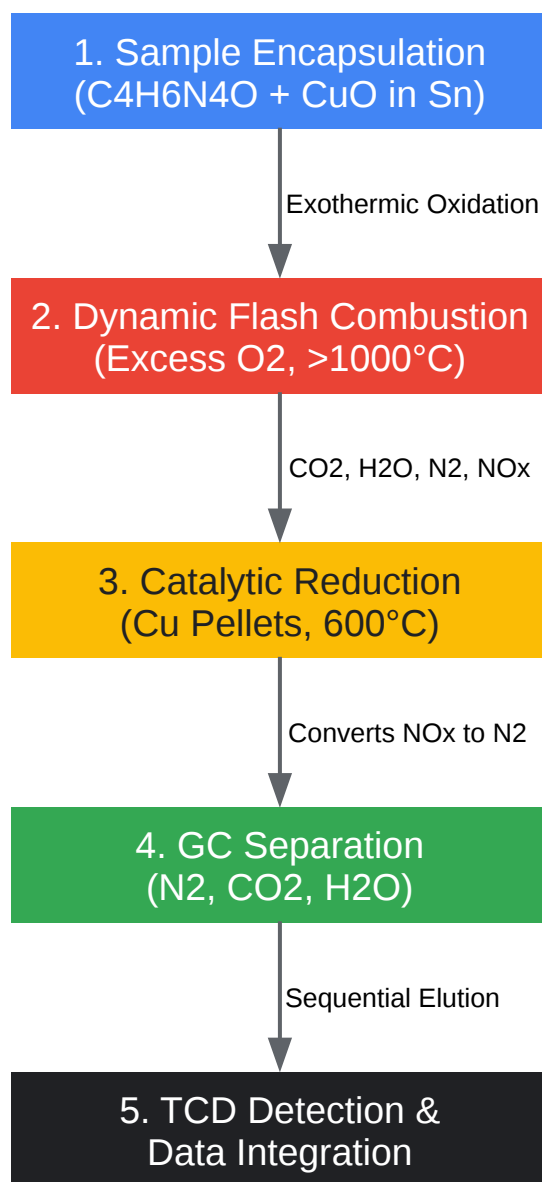 1. Sample Encapsulation
(C4H6N4O + CuO in Sn)
Exothermic Oxidation
2. Dynamic Flash Combustion
(Excess O2, >1000°C)
CO2, H2O, N2, NOx
3. Catalytic Reduction
(Cu Pellets, 600°C)
Converts NOx to N2
4. GC Separation
(N2, CO2, H2O)
Sequential Elution
5. TCD Detection &
Data Integration